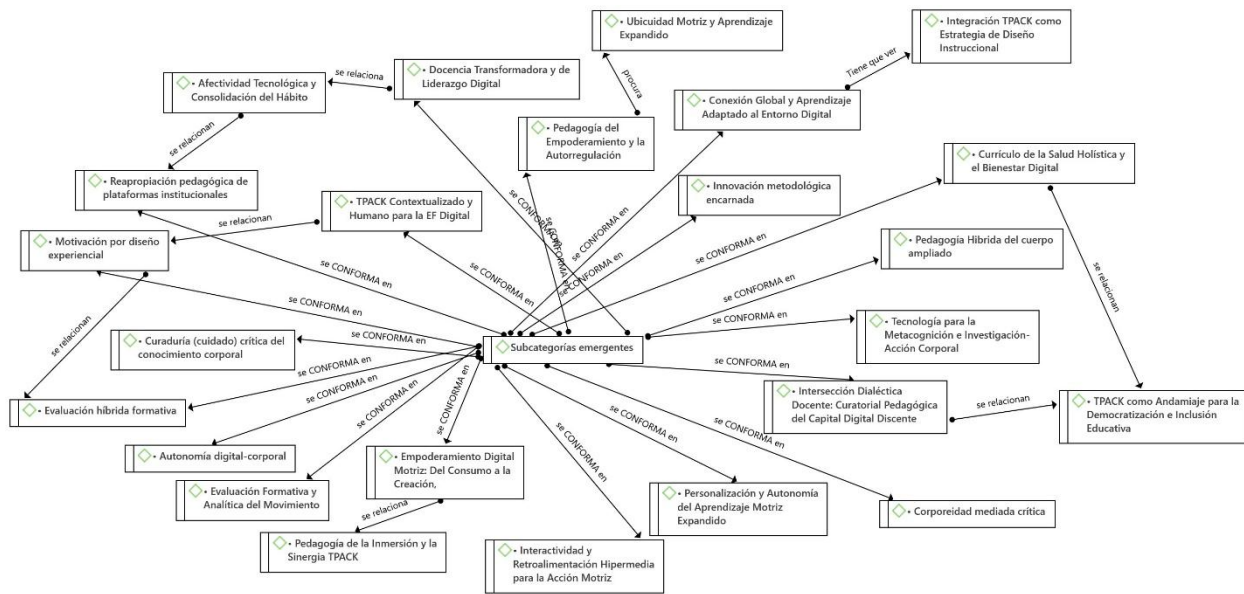 • Ubicuidad Motriz y Aprendizaje
Expandido
• Integración TPACK como
Estrategia de Diseño
Instruccional
Tiene que ver
procura
• Afectividad Tecnológica y
Consolidación del Hábito
se relaciona
• Docencia Transformadora y de
Liderazgo Digital
• Conexión Global y Aprendizaje
Adaptado al Entorno Digital
• Pedagogía del
Empoderamiento y la
Autorregulación
• Currículo de la Salud Holística y
el Bienestar Digital
se relacionan
• Reapropiación pedagógica de
plataformas institucionales
• Innovación metodológica
encarnada
• TPACK Contextualizado y
Humano para la EF Digital
se relacionan
• Motivación por diseño
experiencial
• Pedagogia Hibrida del cuerpo
ampliado
se CONFORMA en
se CONFORMA en
se CONFORMA en
se CONFORMA en
se CONFORMA en
se CONFORMA en
se CONFORMA en
se CONFORMA en
se CONFORMA en
se relacionan
se relacionan
• Curaduría (cuidado) crítica del
conocimiento corporal
se CONFORMA en
Subcategorías emergentes
se CONFORMA en
• Tecnología para la
Metacognición e Investigación-
Acción Corporal
se CONFORMA en
• Intersección Dialéctica
Docente: Curatorial Pedagógica
del Capital Digital Discente
se relacionan
• TPACK como Andamiaje para la
Democratización e Inclusión
Educativa
• Evaluación híbrida formativa
se CONFORMA en
se CONFORMA en
se CONFORMA en
se CONFORMA en
se CONFORMA en
se CONFORMA en
se CONFORMA en
• Autonomía digital-corporal
• Empoderamiento Digital
Motriz: Del Consumo a la
Creación,
• Evaluación Formativa y
Analítica del Movimiento
se relaciona
• Personalización y Autonomía
del Aprendizaje Motriz
Expandido
• Corporeidad mediada crítica
• Pedagogía de la Inmersión y la
Sinergia TPACK
• Interactividad y
Retroalimentación Hipermedia
para la Acción Motriz